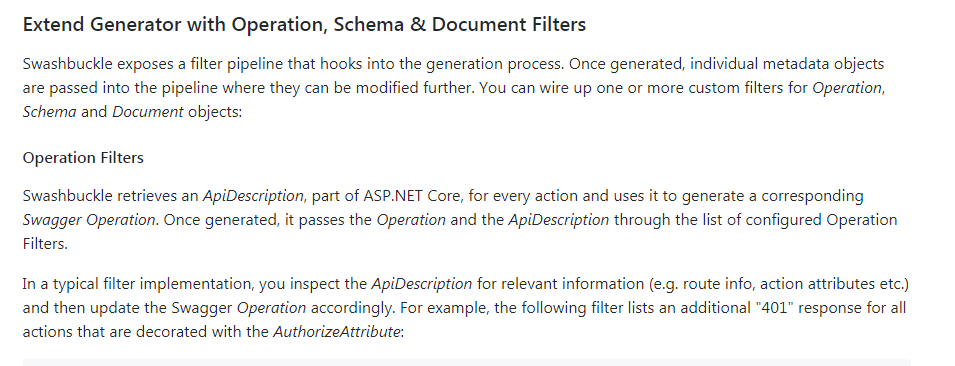 Extend Generator with Operation, Schema & Document Filters
Swashbuckle exposes a filter pipeline that hooks into the generation process. Once generated, individual metadata objects
are passed into the pipeline where they can be modified further. You can wire up one or more custom filters for Operation,
Schema and Document objects:
Operation Filters
Swashbuckle retrieves an ApiDescription, part of ASP.NET Core, for every action and uses it to generate a corresponding
Swagger Operation. Once generated, it passes the Operation and the ApiDescription through the list of configured Operation
Filters.
In a typical filter implementation, you inspect the ApiDescription for relevant information (e.g. route info, action attributes etc.)
and then update the Swagger Operation accordingly. For example, the following filter lists an additional "401" response for all
actions that are decorated with the AuthorizeAttribute: